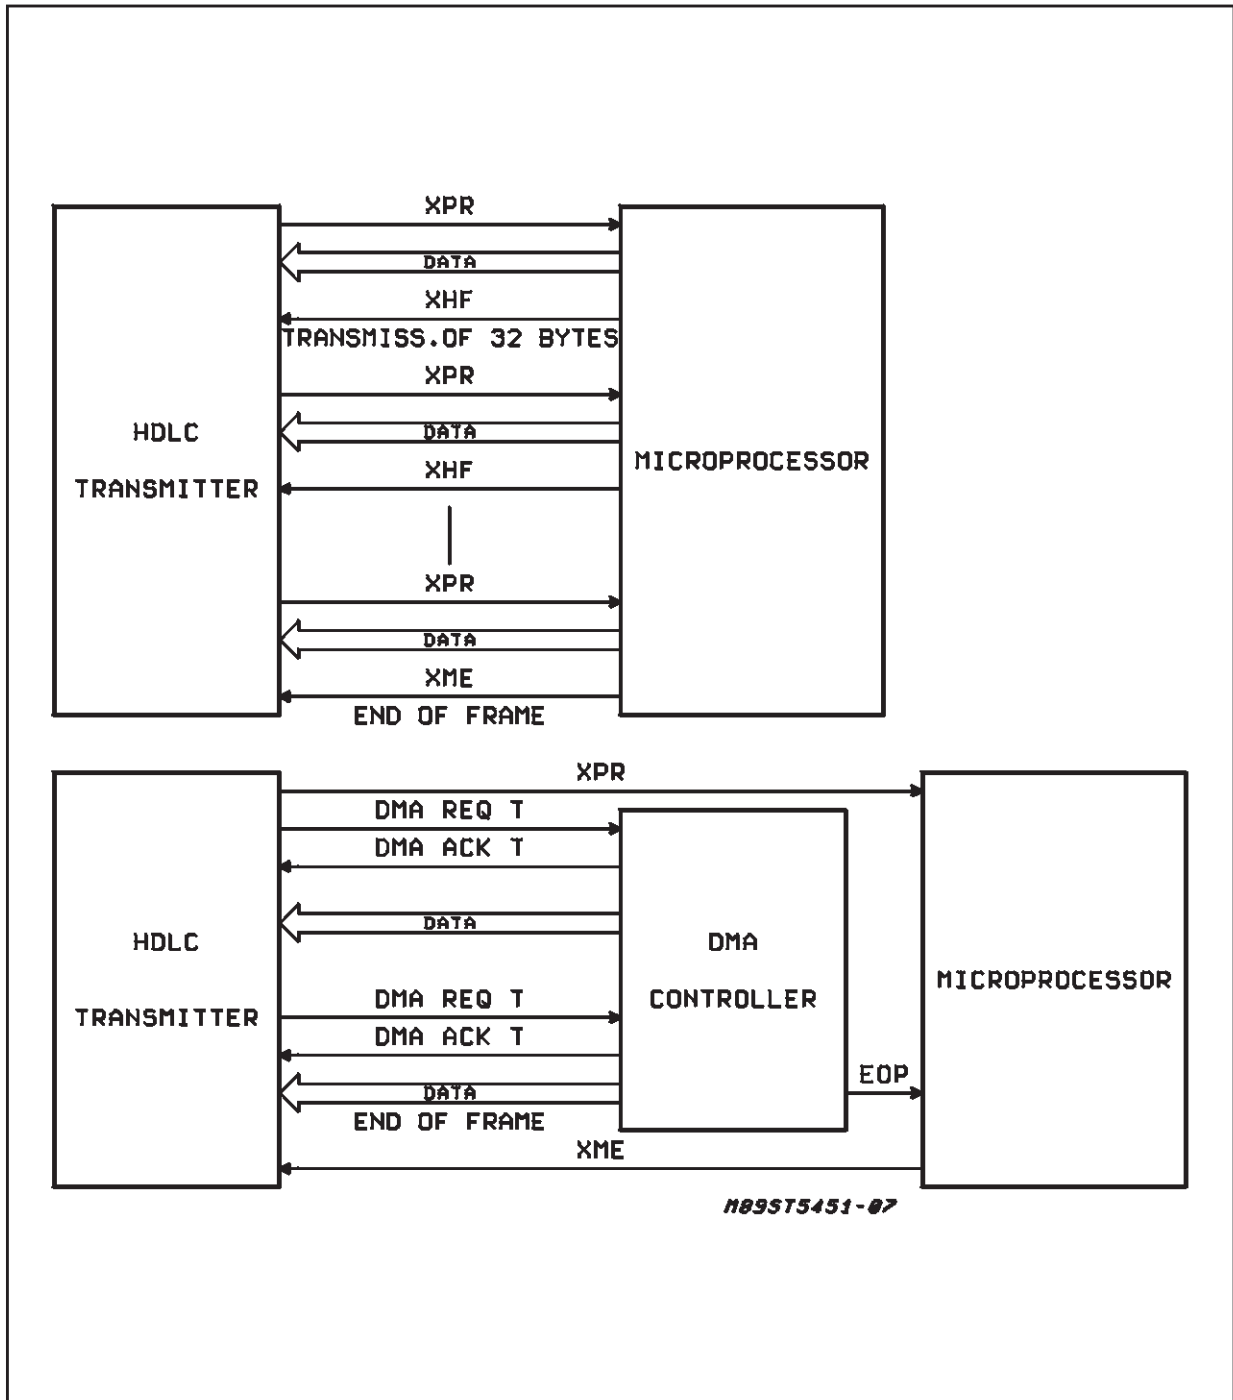 XPR
DATA
XHF
TRANSMISS.OF 32 BYTES
XPR
HDLC
TRANSMITTER
DATA
MICROPROCESSOR
XHF
XPR
DATA
XME
END OF FRAME
XPR
DMA REQ T
DMA ACK T
DATA
HDLC
TRANSMITTER
DMA
CONTROLLER
MICROPROCESSOR
DMA REQ T
DMA ACK T
EOP
DATA
END OF FRAME
XME
M89ST5451-07